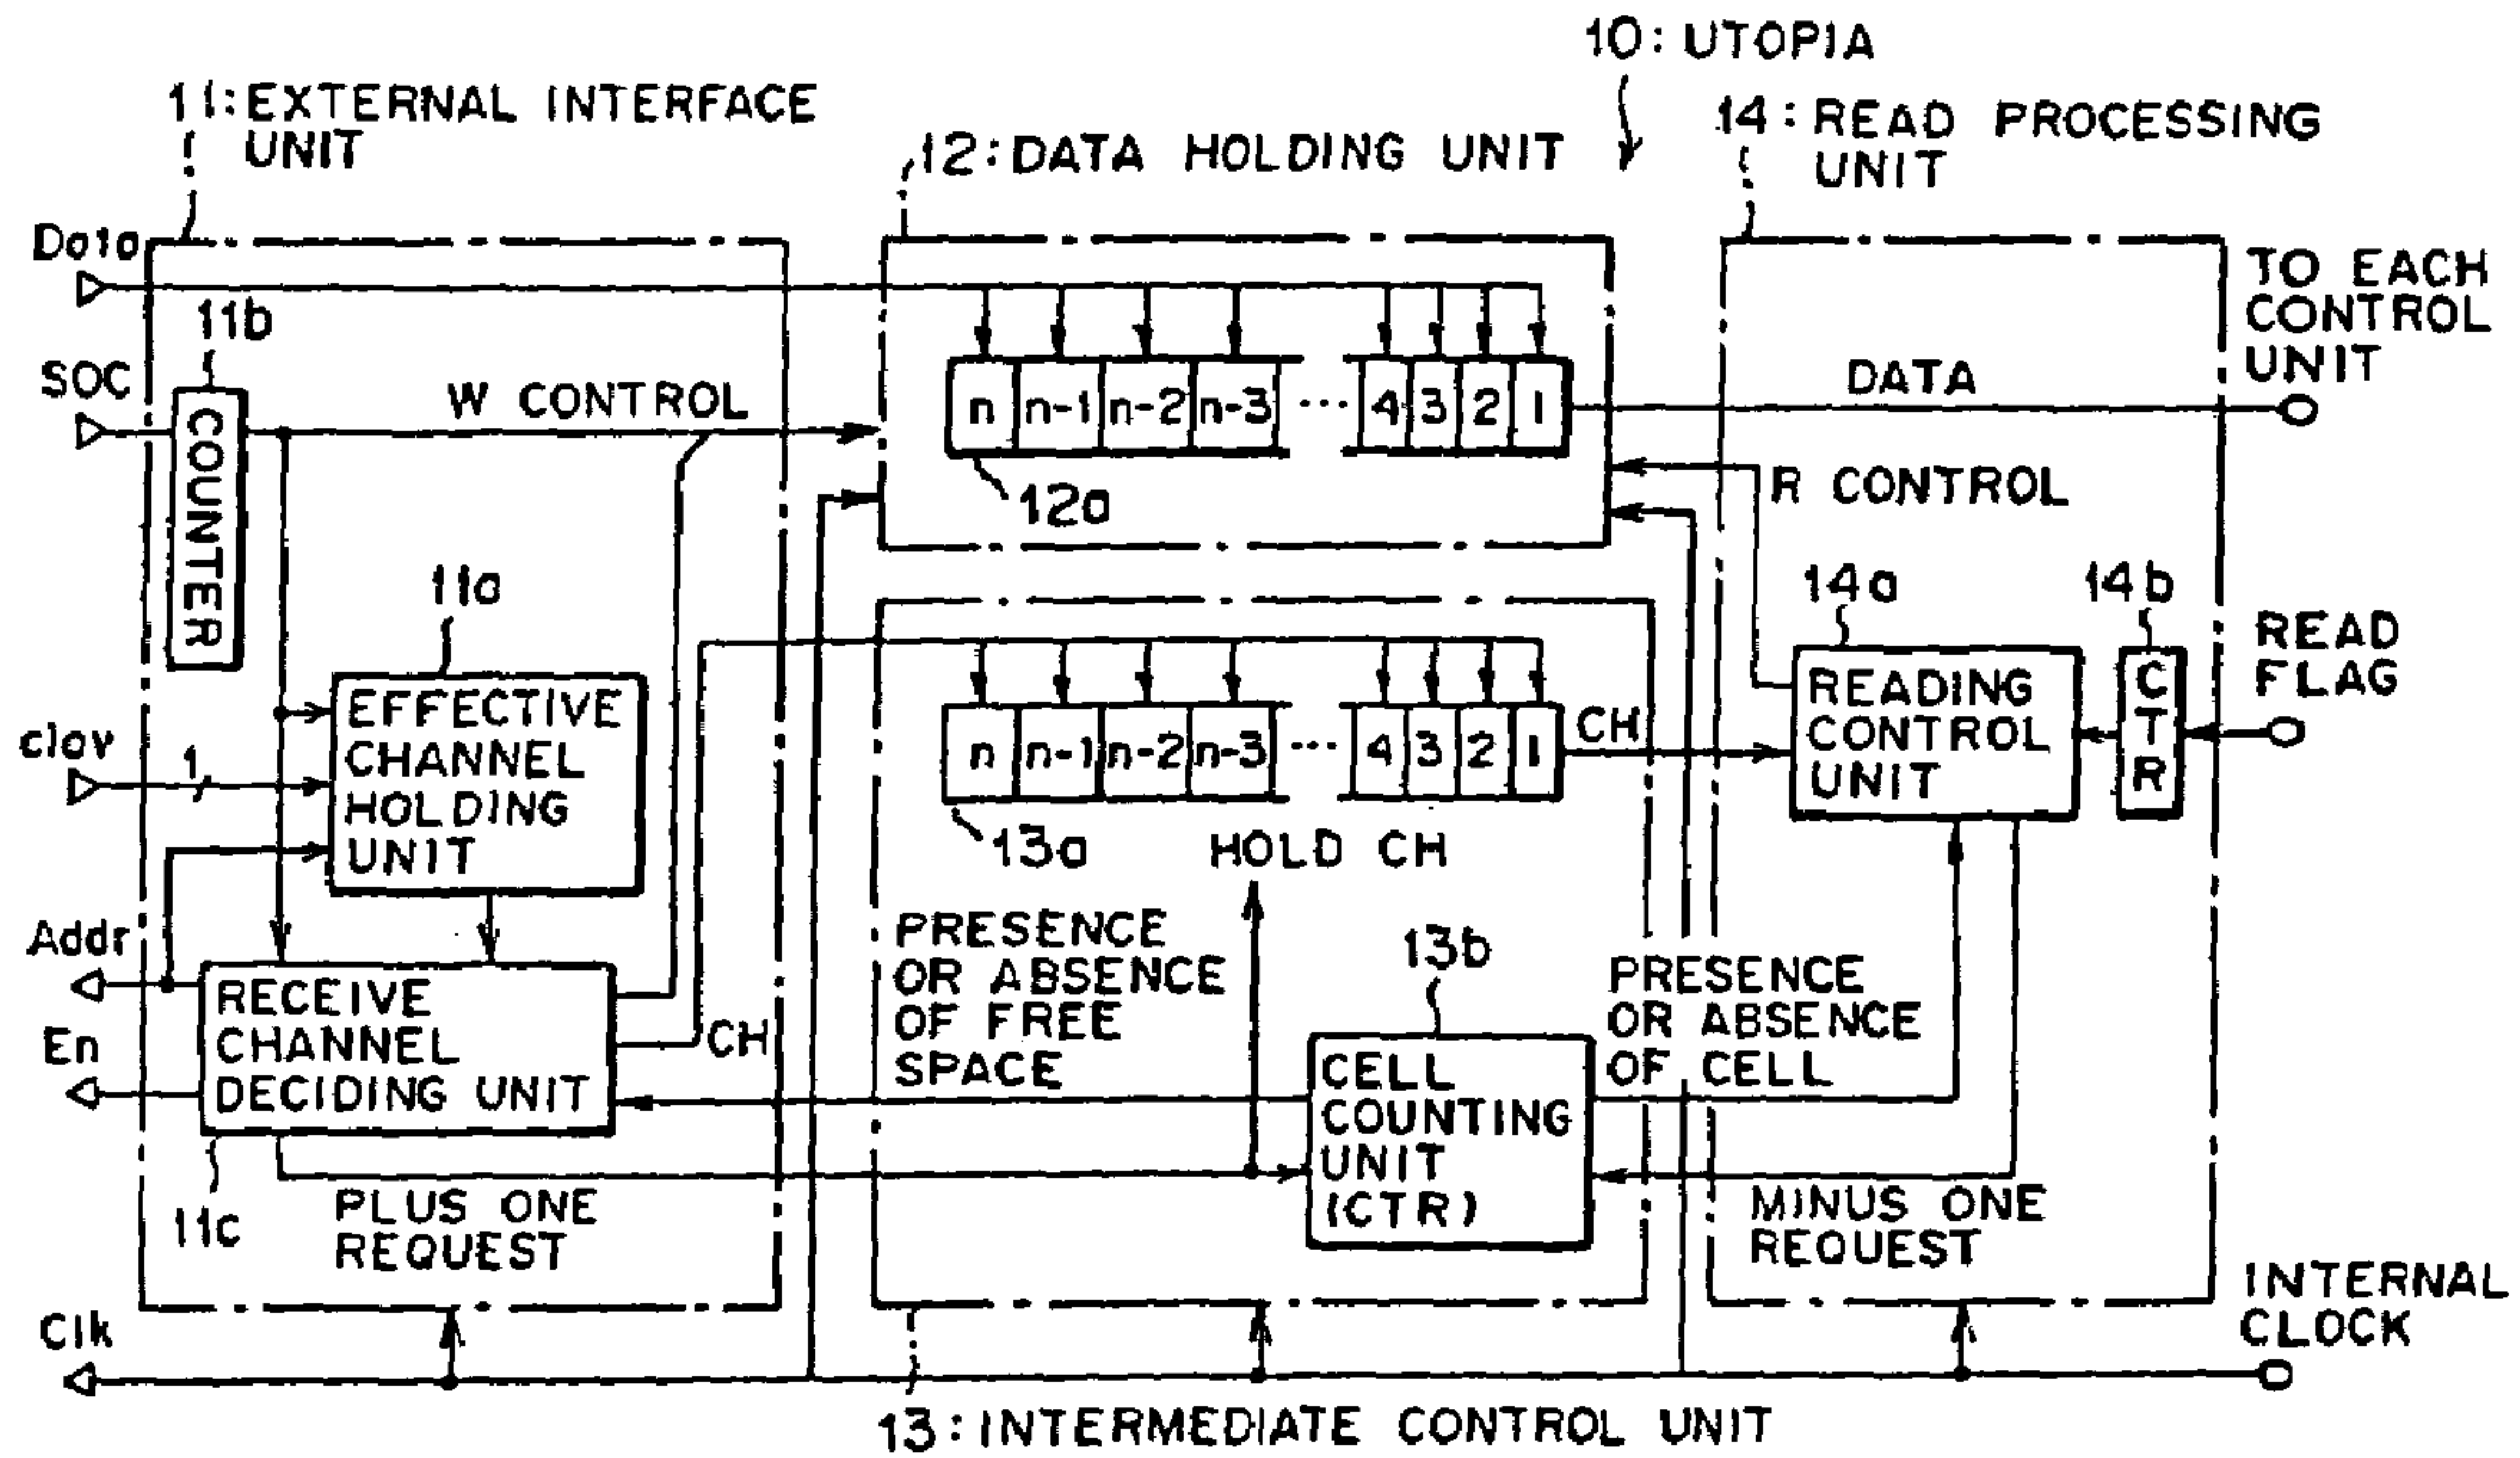 10: UTOPIA
11: EXTERNAL INTERFACE
UNIT
12: DATA HOLDING UNIT
14: READ PROCESSING
UNIT
Data
11b
SOC
COUNTER
W CONTROL
n n-1 n-2 n-3 ... 4 3 2 1
12a
DATA
TO EACH
CONTROL
UNIT
R CONTROL
11a
EFFECTIVE
CHANNEL
HOLDING
UNIT
clav
1
n n-1 n-2 n-3 ... 4 3 2 1
13a
HOLD CH
CH
14a
READING
CONTROL
UNIT
14b
CTR
READ
FLAG
Addr
En
RECEIVE
CHANNEL
DECIDING UNIT
CH
11c
PLUS ONE
REQUEST
PRESENCE
OR ABSENCE
OF FREE
SPACE
13b
CELL
COUNTING
UNIT
(CTR)
PRESENCE
OR ABSENCE
OF CELL
MINUS ONE
REQUEST
INTERNAL
CLOCK
Clk
13: INTERMEDIATE CONTROL UNIT